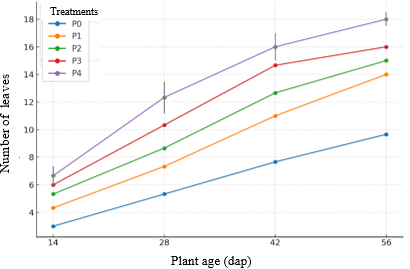 Treatments
P0
P1
P2
P3
P4
18
16
14
12
10
8
6
4
Number of leaves
14
28
42
56
Plant age (dap)